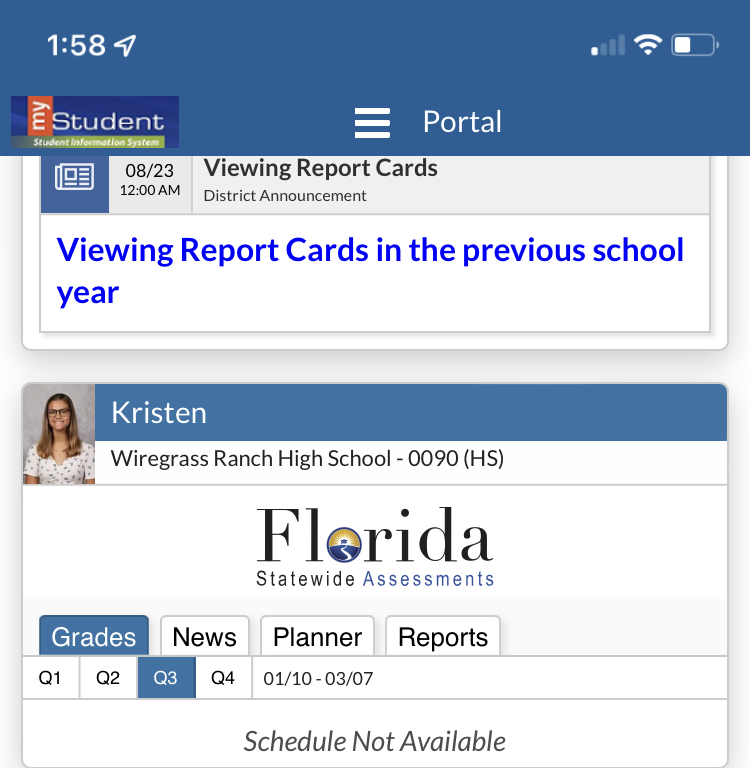 1:58
my
Student
Student Information System
Portal
08/23
12:00 AM
Viewing Report Cards
District Announcement
Viewing Report Cards in the previous school
year
Kristen
Wiregrass Ranch High School - 0090 (HS)
Florida
Statewide Assessments
Grades News Planner Reports
Q1 Q2 Q3 Q4 01/10 - 03/07
Schedule Not Available